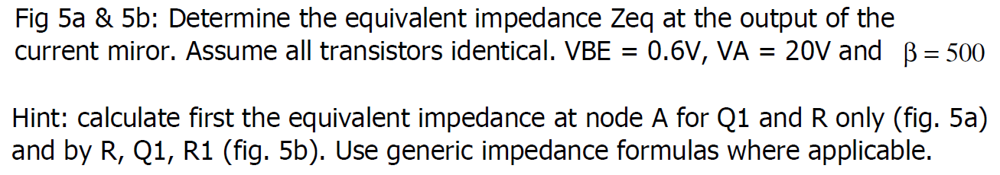 Fig 5a & 5b: Determine the equivalent impedance Zeq at the output of the
current miror. Assume all transistors identical. VBE = 0.6V, VA = 20V and β = 500
Hint: calculate first the equivalent impedance at node A for Q1 and R only (fig. 5a)
and by R, Q1, R1 (fig. 5b). Use generic impedance formulas where applicable.